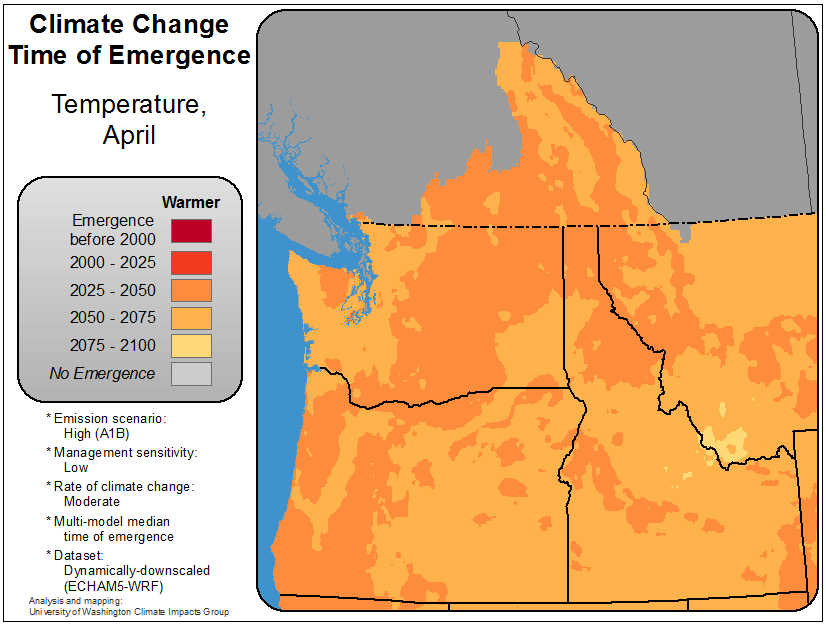 Climate Change
Time of Emergence
Temperature,
April
Warmer
Emergence
before 2000
2000 - 2025
2025 - 2050
2050 - 2075
2075 - 2100
No Emergence
* Emission scenario:
High (A1B)
* Management sensitivity:
Low
* Rate of climate change:
Moderate
* Multi-model median
time of emergence
* Dataset:
Dynamically-downscaled
(ECHAM5-WRF)
Analysis and mapping:
University of Washington Climate Impacts Group